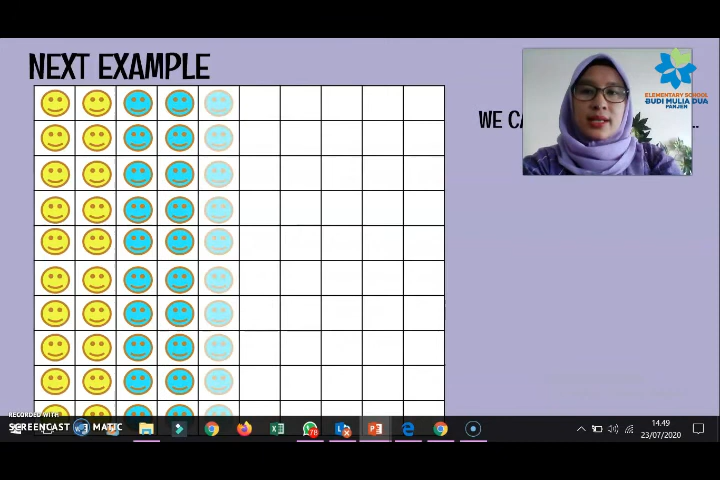 NEXT EXAMPLE
ELEMENTARY SCHOOL
BUDI MULIA DUA
PANJEN
WE CA
RECORDED WITH
SCREENCAST MATIC
78
14.49
23/07/2020